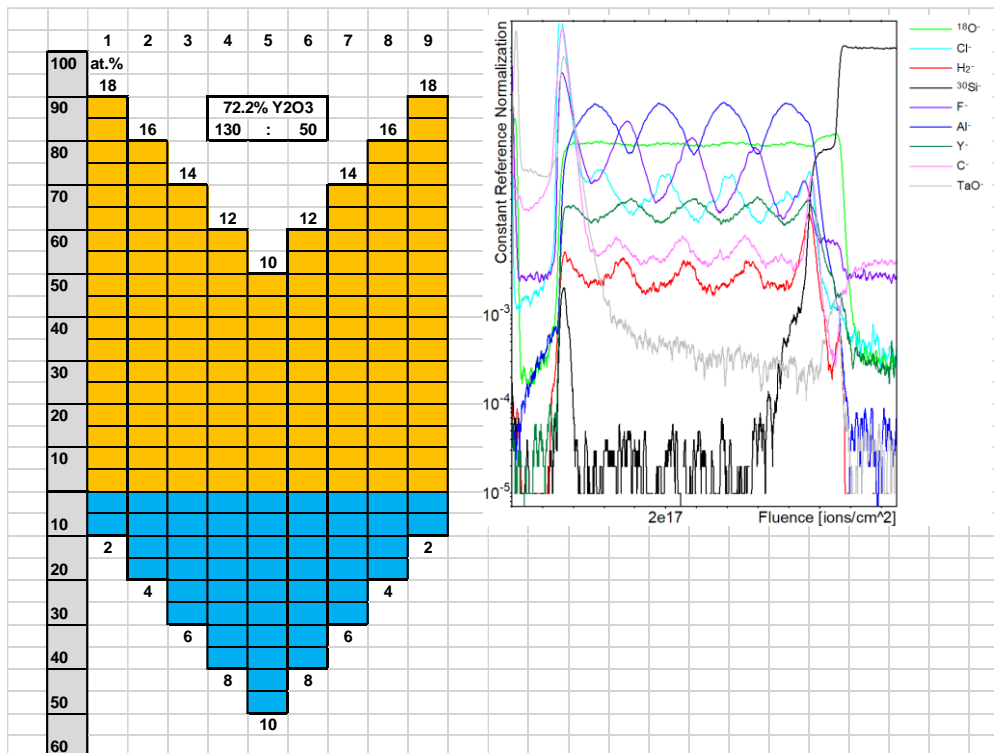 1 2 3 4 5 6 7 8 9
100 at.%
18 18
90 72.2% Y2O3
16 130 : 50 16
80
14 14
70
12 12
60
10
50
40
30
20
10
10
2 2
20
4 4
30
6 6
40
8 8
50
10
60
Constant Reference Normalization
10-3
10-4
10-5
2e17 Fluence [ions/cm^2]
18O-
Cl-
H2-
30Si-
F-
Al-
Y-
C-
TaO-